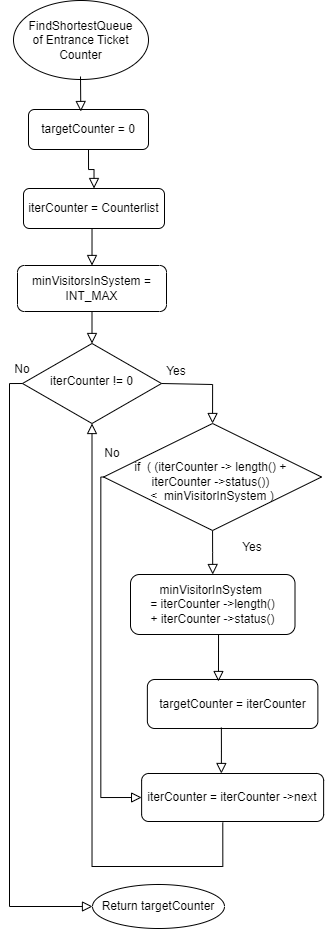 FindShortestQueue
of Entrance Ticket
Counter
targetCounter = 0
iterCounter = Counterlist
minVisitorsInSystem =
INT_MAX
No
iterCounter != 0
Yes
No
if ( (iterCounter -> length() +
iterCounter ->status())
< minVisitorInSystem )
Yes
minVisitorInSystem
= iterCounter ->length()
+ iterCounter ->status()
targetCounter = iterCounter
iterCounter = iterCounter ->next
Return targetCounter